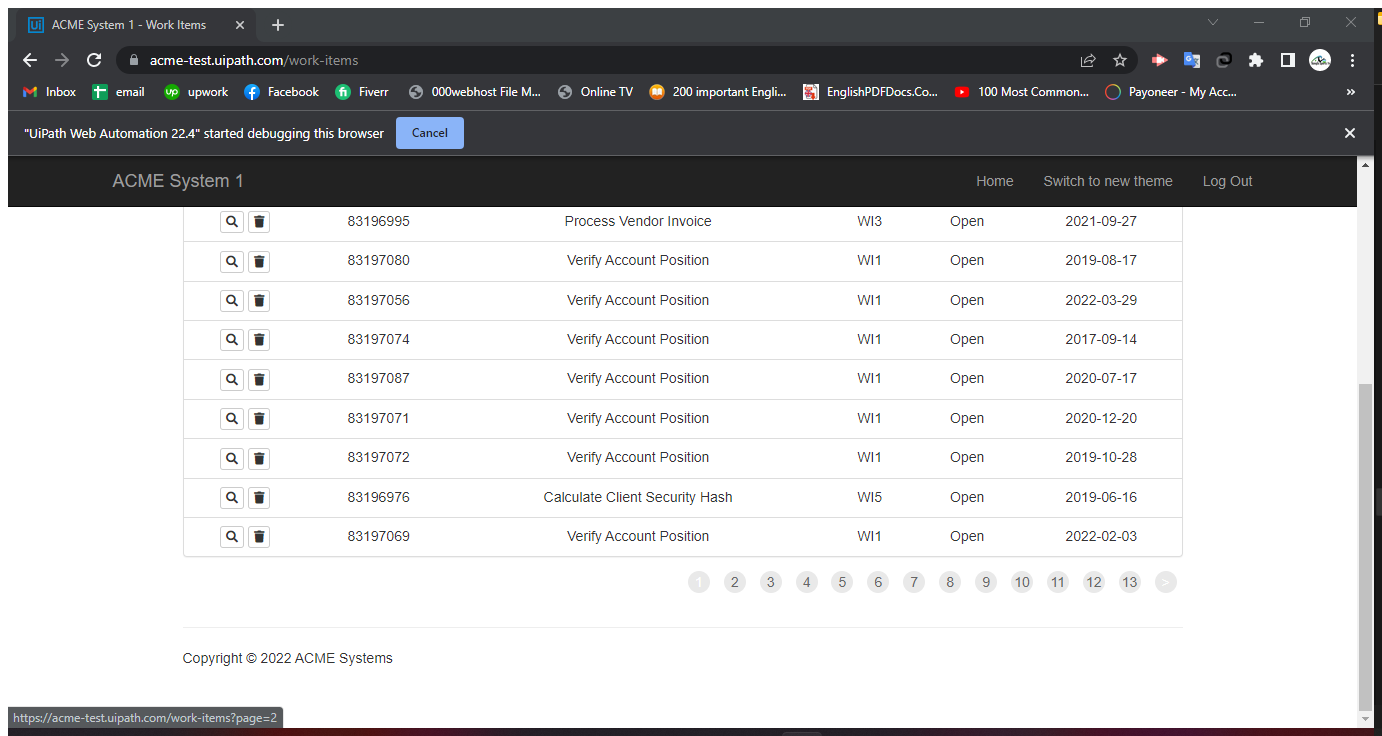 ACME System 1 - Work Items
acme-test.uipath.com/work-items
Inbox email upwork Facebook Fiverr 000webhost File M... Online TV 200 important Engli... EnglishPDFDocs.Co... 100 Most Common... Payoneer - My Acc... »
"UiPath Web Automation 22.4" started debugging this browser Cancel
ACME System 1 Home Switch to new theme Log Out
83196995 Process Vendor Invoice WI3 Open 2021-09-27
83197080 Verify Account Position WI1 Open 2019-08-17
83197056 Verify Account Position WI1 Open 2022-03-29
83197074 Verify Account Position WI1 Open 2017-09-14
83197087 Verify Account Position WI1 Open 2020-07-17
83197071 Verify Account Position WI1 Open 2020-12-20
83197072 Verify Account Position WI1 Open 2019-10-28
83196976 Calculate Client Security Hash WI5 Open 2019-06-16
83197069 Verify Account Position WI1 Open 2022-02-03
1 2 3 4 5 6 7 8 9 10 11 12 13 >
Copyright © 2022 ACME Systems
https://acme-test.uipath.com/work-items?page=2